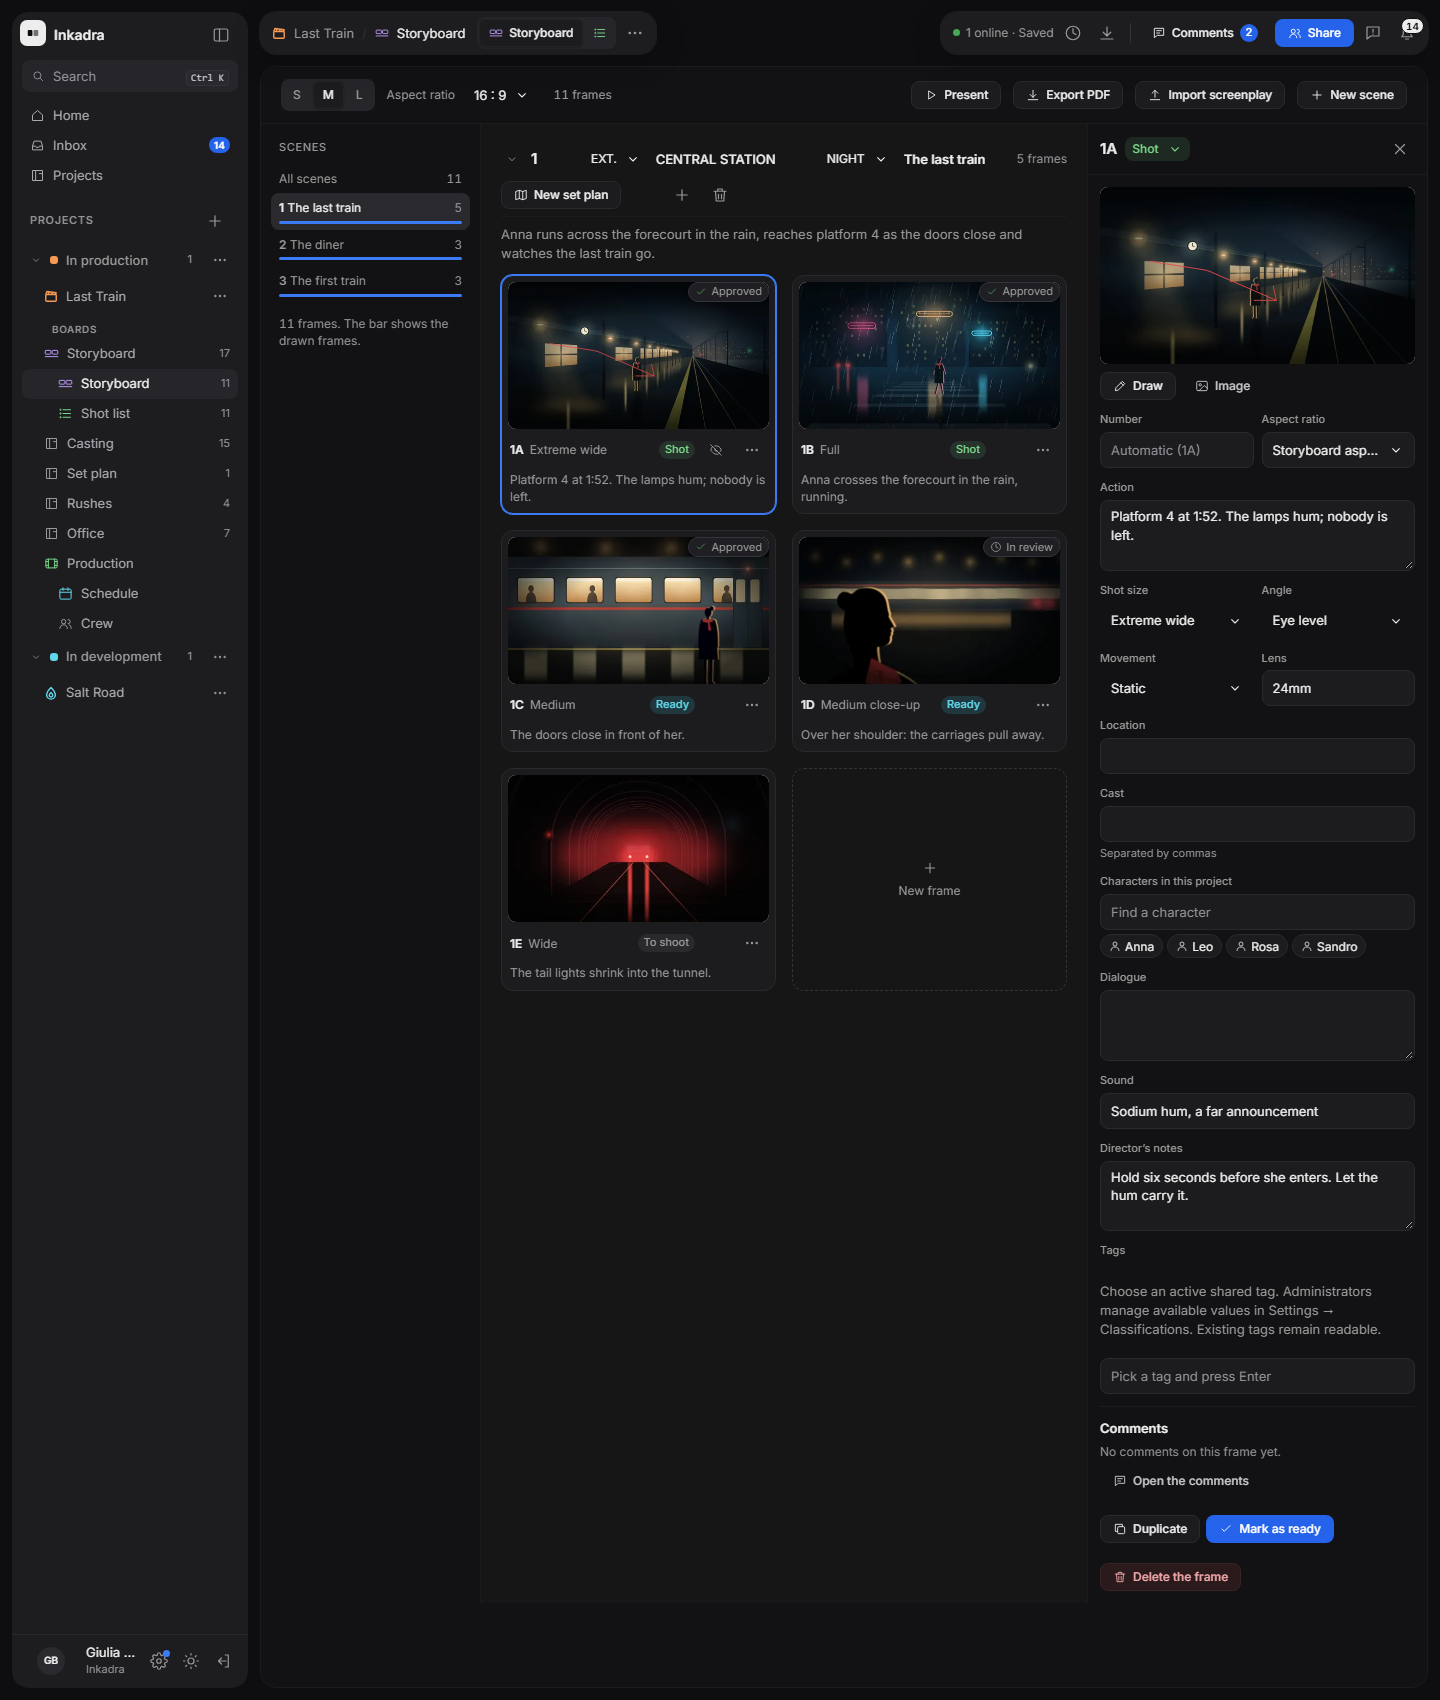 Inkadra
Search
Ctrl K
Home
Inbox
14
Projects
PROJECTS
In production
1
Last Train
BOARDS
Storyboard
17
Storyboard
11
Shot list
11
Casting
15
Set plan
1
Rushes
4
Office
7
Production
Schedule
Crew
In development
1
Salt Road
GB
Giulia ...
Inkadra
Last Train / Storyboard
Storyboard
1 online · Saved
Comments 2
Share
14
S M L
Aspect ratio
16 : 9
11 frames
Present
Export PDF
Import screenplay
New scene
SCENES
All scenes 11
1 The last train 5
2 The diner 3
3 The first train 3
11 frames. The bar shows the
drawn frames.
1 EXT. CENTRAL STATION NIGHT The last train 5 frames
New set plan
Anna runs across the forecourt in the rain, reaches platform 4 as the doors close and
watches the last train go.
Approved
1A Extreme wide Shot
Platform 4 at 1:52. The lamps hum; nobody is
left.
Approved
1B Full Shot
Anna crosses the forecourt in the rain,
running.
Approved
1C Medium Ready
The doors close in front of her.
In review
1D Medium close-up Ready
Over her shoulder: the carriages pull away.
1E Wide To shoot
The tail lights shrink into the tunnel.
New frame
1A Shot
Draw
Image
Number
Aspect ratio
Automatic (1A)
Storyboard asp...
Action
Platform 4 at 1:52. The lamps hum; nobody is
left.
Shot size
Angle
Extreme wide
Eye level
Movement
Lens
Static
24mm
Location
Cast
Separated by commas
Characters in this project
Find a character
Anna
Leo
Rosa
Sandro
Dialogue
Sound
Sodium hum, a far announcement
Director's notes
Hold six seconds before she enters. Let the
hum carry it.
Tags
Choose an active shared tag. Administrators
manage available values in Settings →
Classifications. Existing tags remain readable.
Pick a tag and press Enter
Comments
No comments on this frame yet.
Open the comments
Duplicate
Mark as ready
Delete the frame